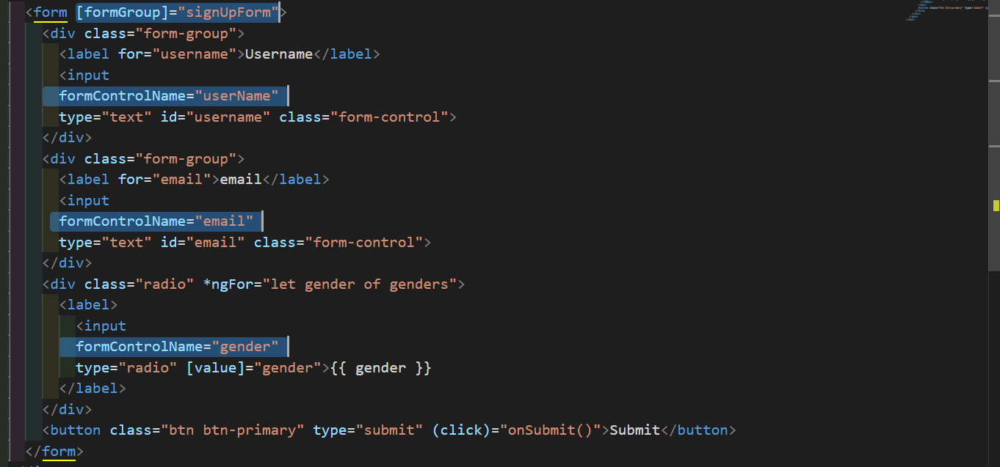 <form [formGroup]="signUpForm">
<div class="form-group">
<label for="username">Username</label>
<input
formControlName="userName"
type="text" id="username" class="form-control">
</div>
<div class="form-group">
<label for="email">email</label>
<input
formControlName="email"
type="text" id="email" class="form-control">
</div>
<div class="radio" *ngFor="let gender of genders">
<label>
<input
formControlName="gender"
type="radio" [value]="gender">{{ gender }}
</label>
</div>
<button class="btn btn-primary" type="submit" (click)="onSubmit()">Submit</button>
</form>